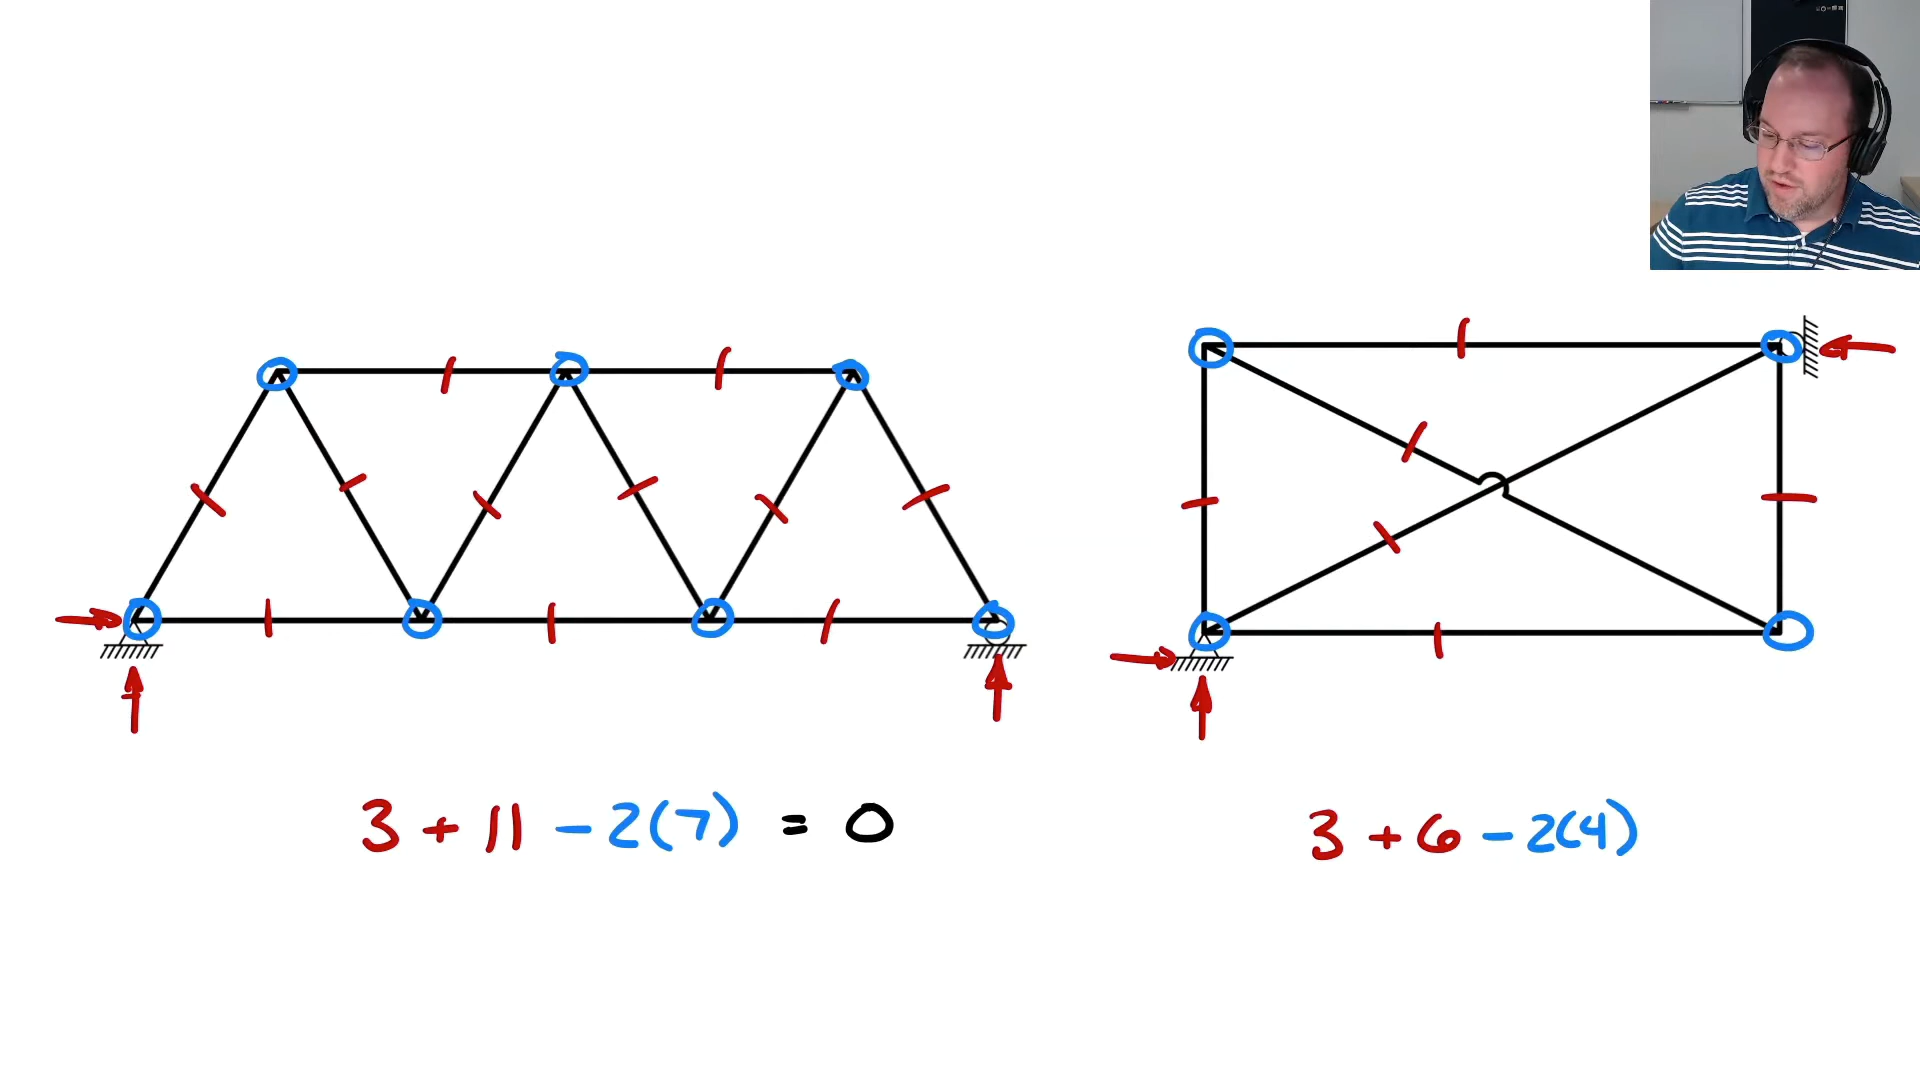 3 + 11 - 2(7) = 0
3 + 6 - 2(4)